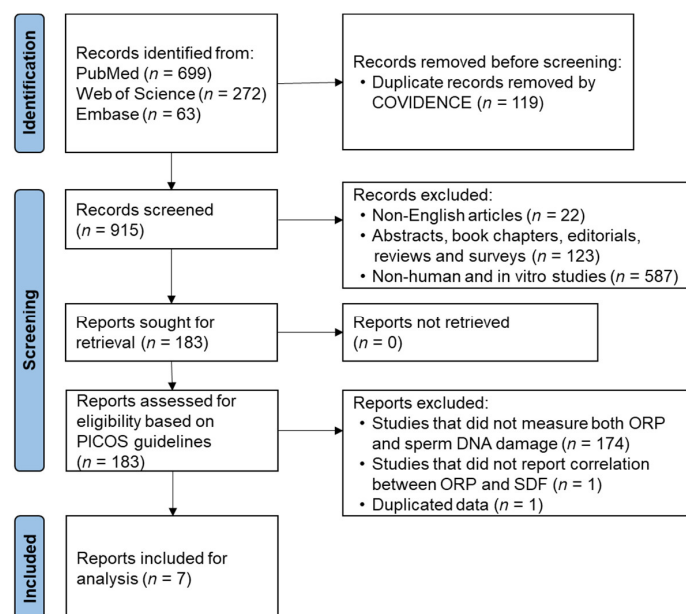 Identification
Records identified from:
PubMed (n = 699)
Web of Science (n = 272)
Embase (n = 63)
Records removed before screening:
• Duplicate records removed by
COVIDENCE (n = 119)
Screening
Records screened
(n = 915)
Records excluded:
• Non-English articles (n = 22)
• Abstracts, book chapters, editorials,
reviews and surveys (n = 123)
• Non-human and in vitro studies (n = 587)
Reports sought for
retrieval (n = 183)
Reports not retrieved
(n = 0)
Reports assessed for
eligibility based on
PICOS guidelines
(n = 183)
Reports excluded:
• Studies that did not measure both ORP
and sperm DNA damage (n = 174)
• Studies that did not report correlation
between ORP and SDF (n = 1)
• Duplicated data (n = 1)
Included
Reports included for
analysis (n = 7)